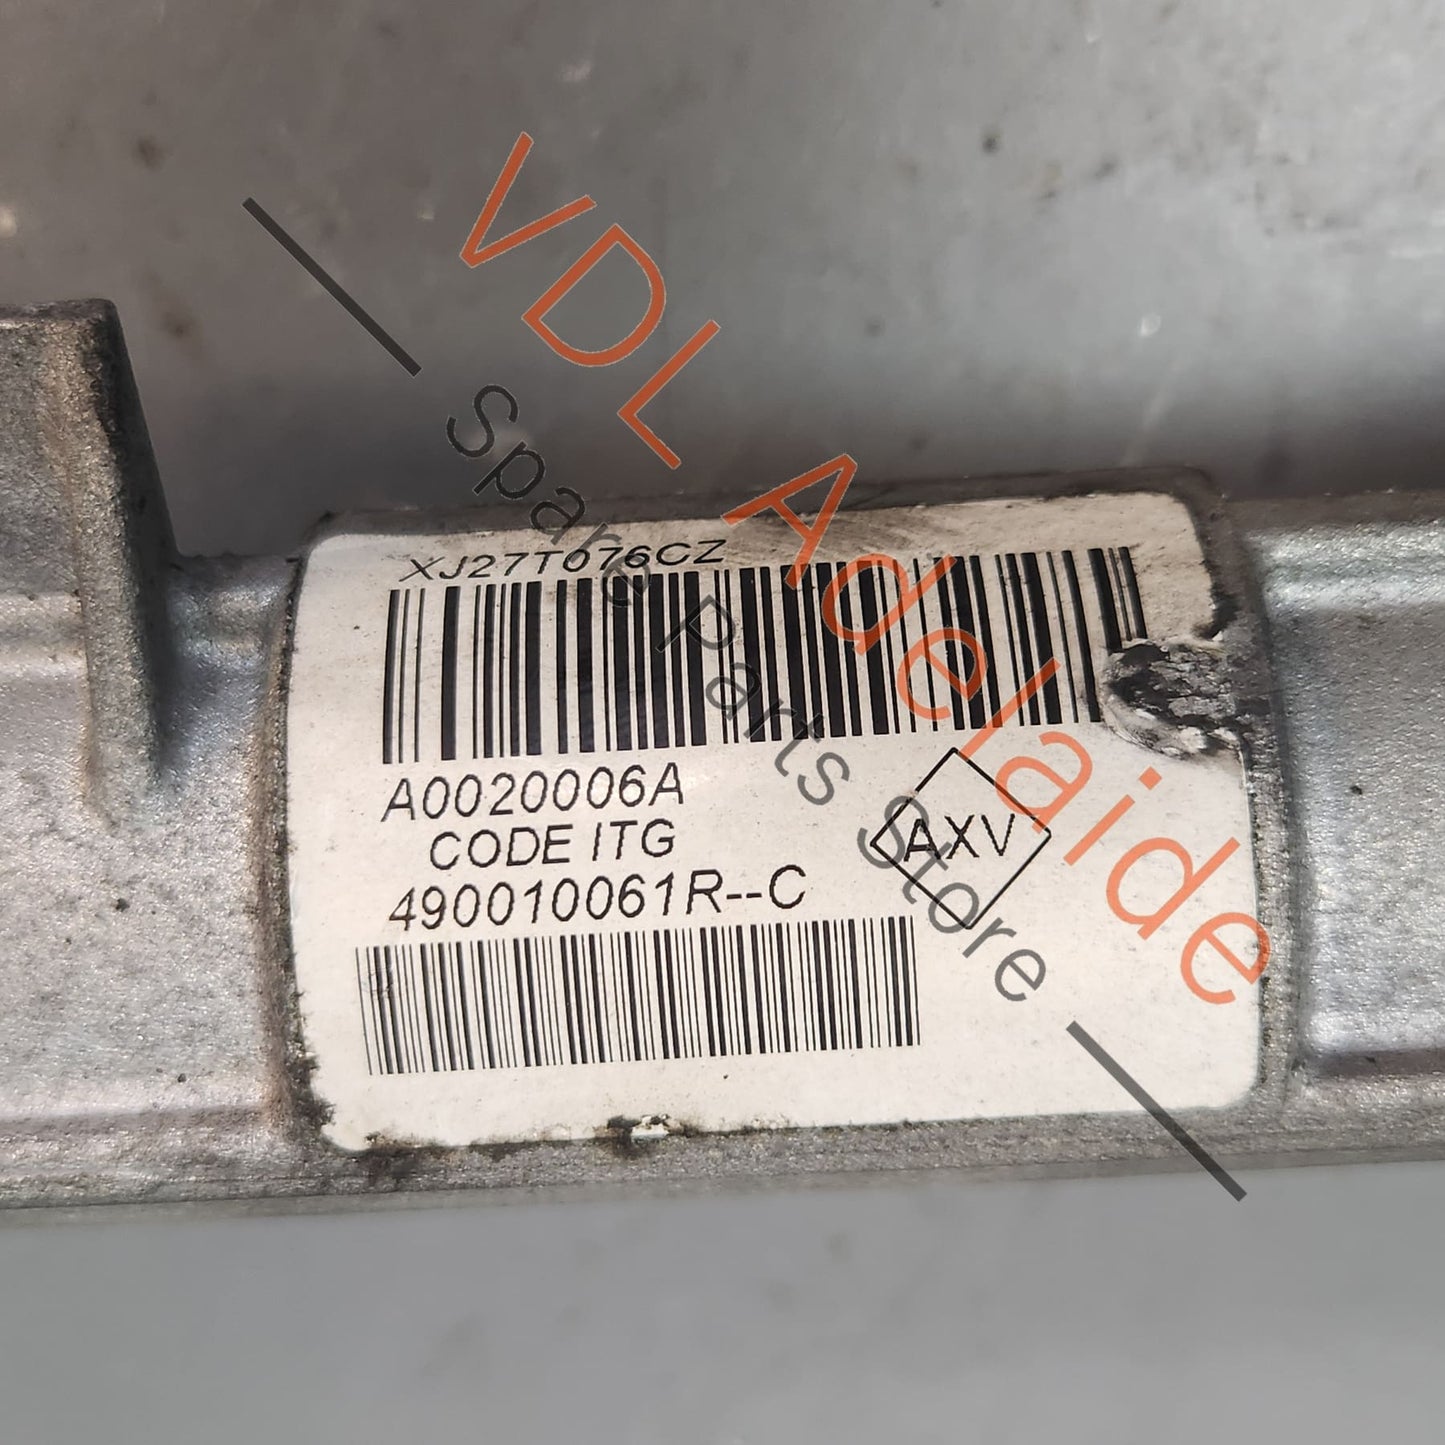 VDL Adelaide
Spare Parts Store
XJ27T076CZ
A0020006A
CODE ITG
490010061R--C
AXV